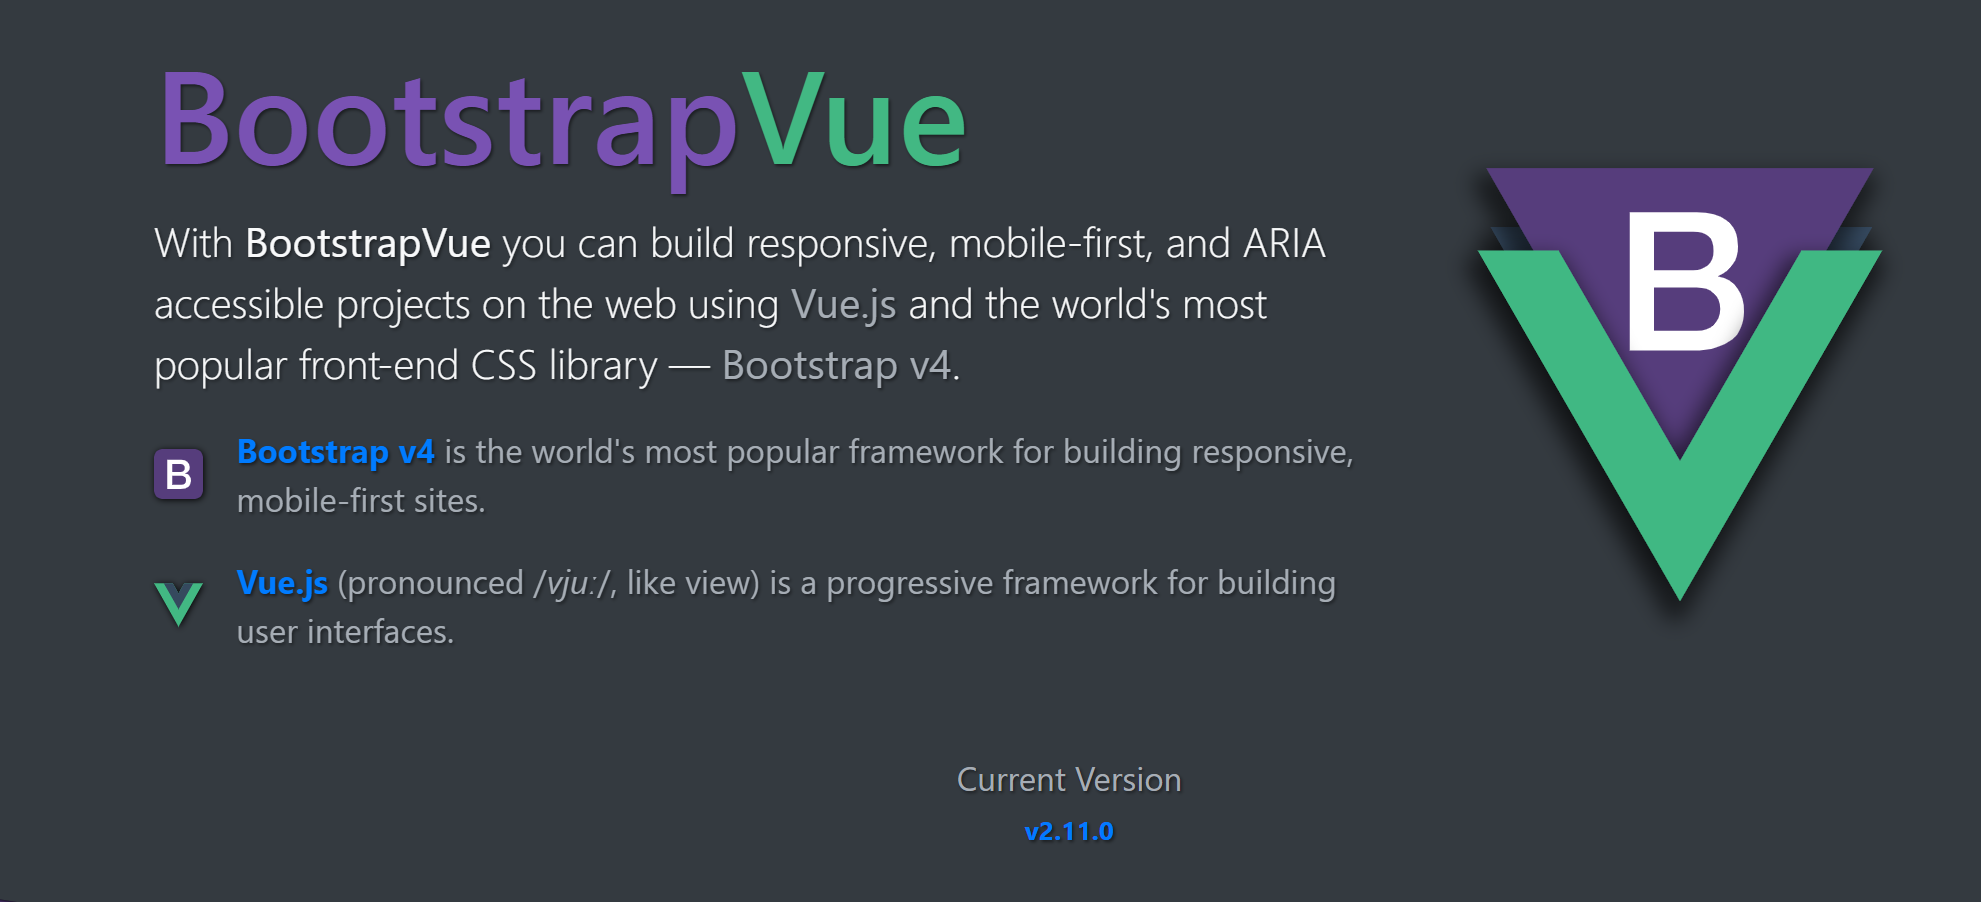 BootstrapVue
With BootstrapVue you can build responsive, mobile-first, and ARIA
accessible projects on the web using Vue.js and the world's most
popular front-end CSS library — Bootstrap v4.
B
B
Bootstrap v4 is the world's most popular framework for building responsive,
mobile-first sites.
Vue.js (pronounced /vjuː/, like view) is a progressive framework for building
user interfaces.
Current Version
v2.11.0